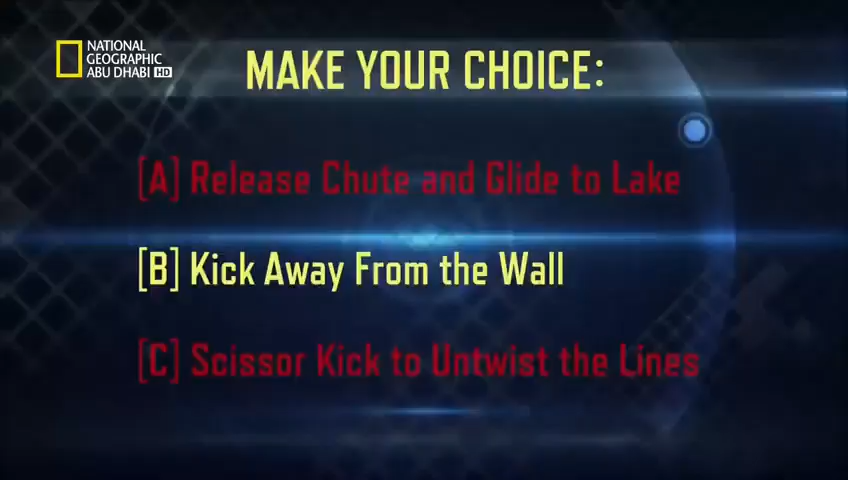 NATIONAL
GEOGRAPHIC
ABU DHABI HD
MAKE YOUR CHOICE:
[A] Release Chute and Glide to Lake
[B] Kick Away From the Wall
[C] Scissor Kick to Untwist the Lines